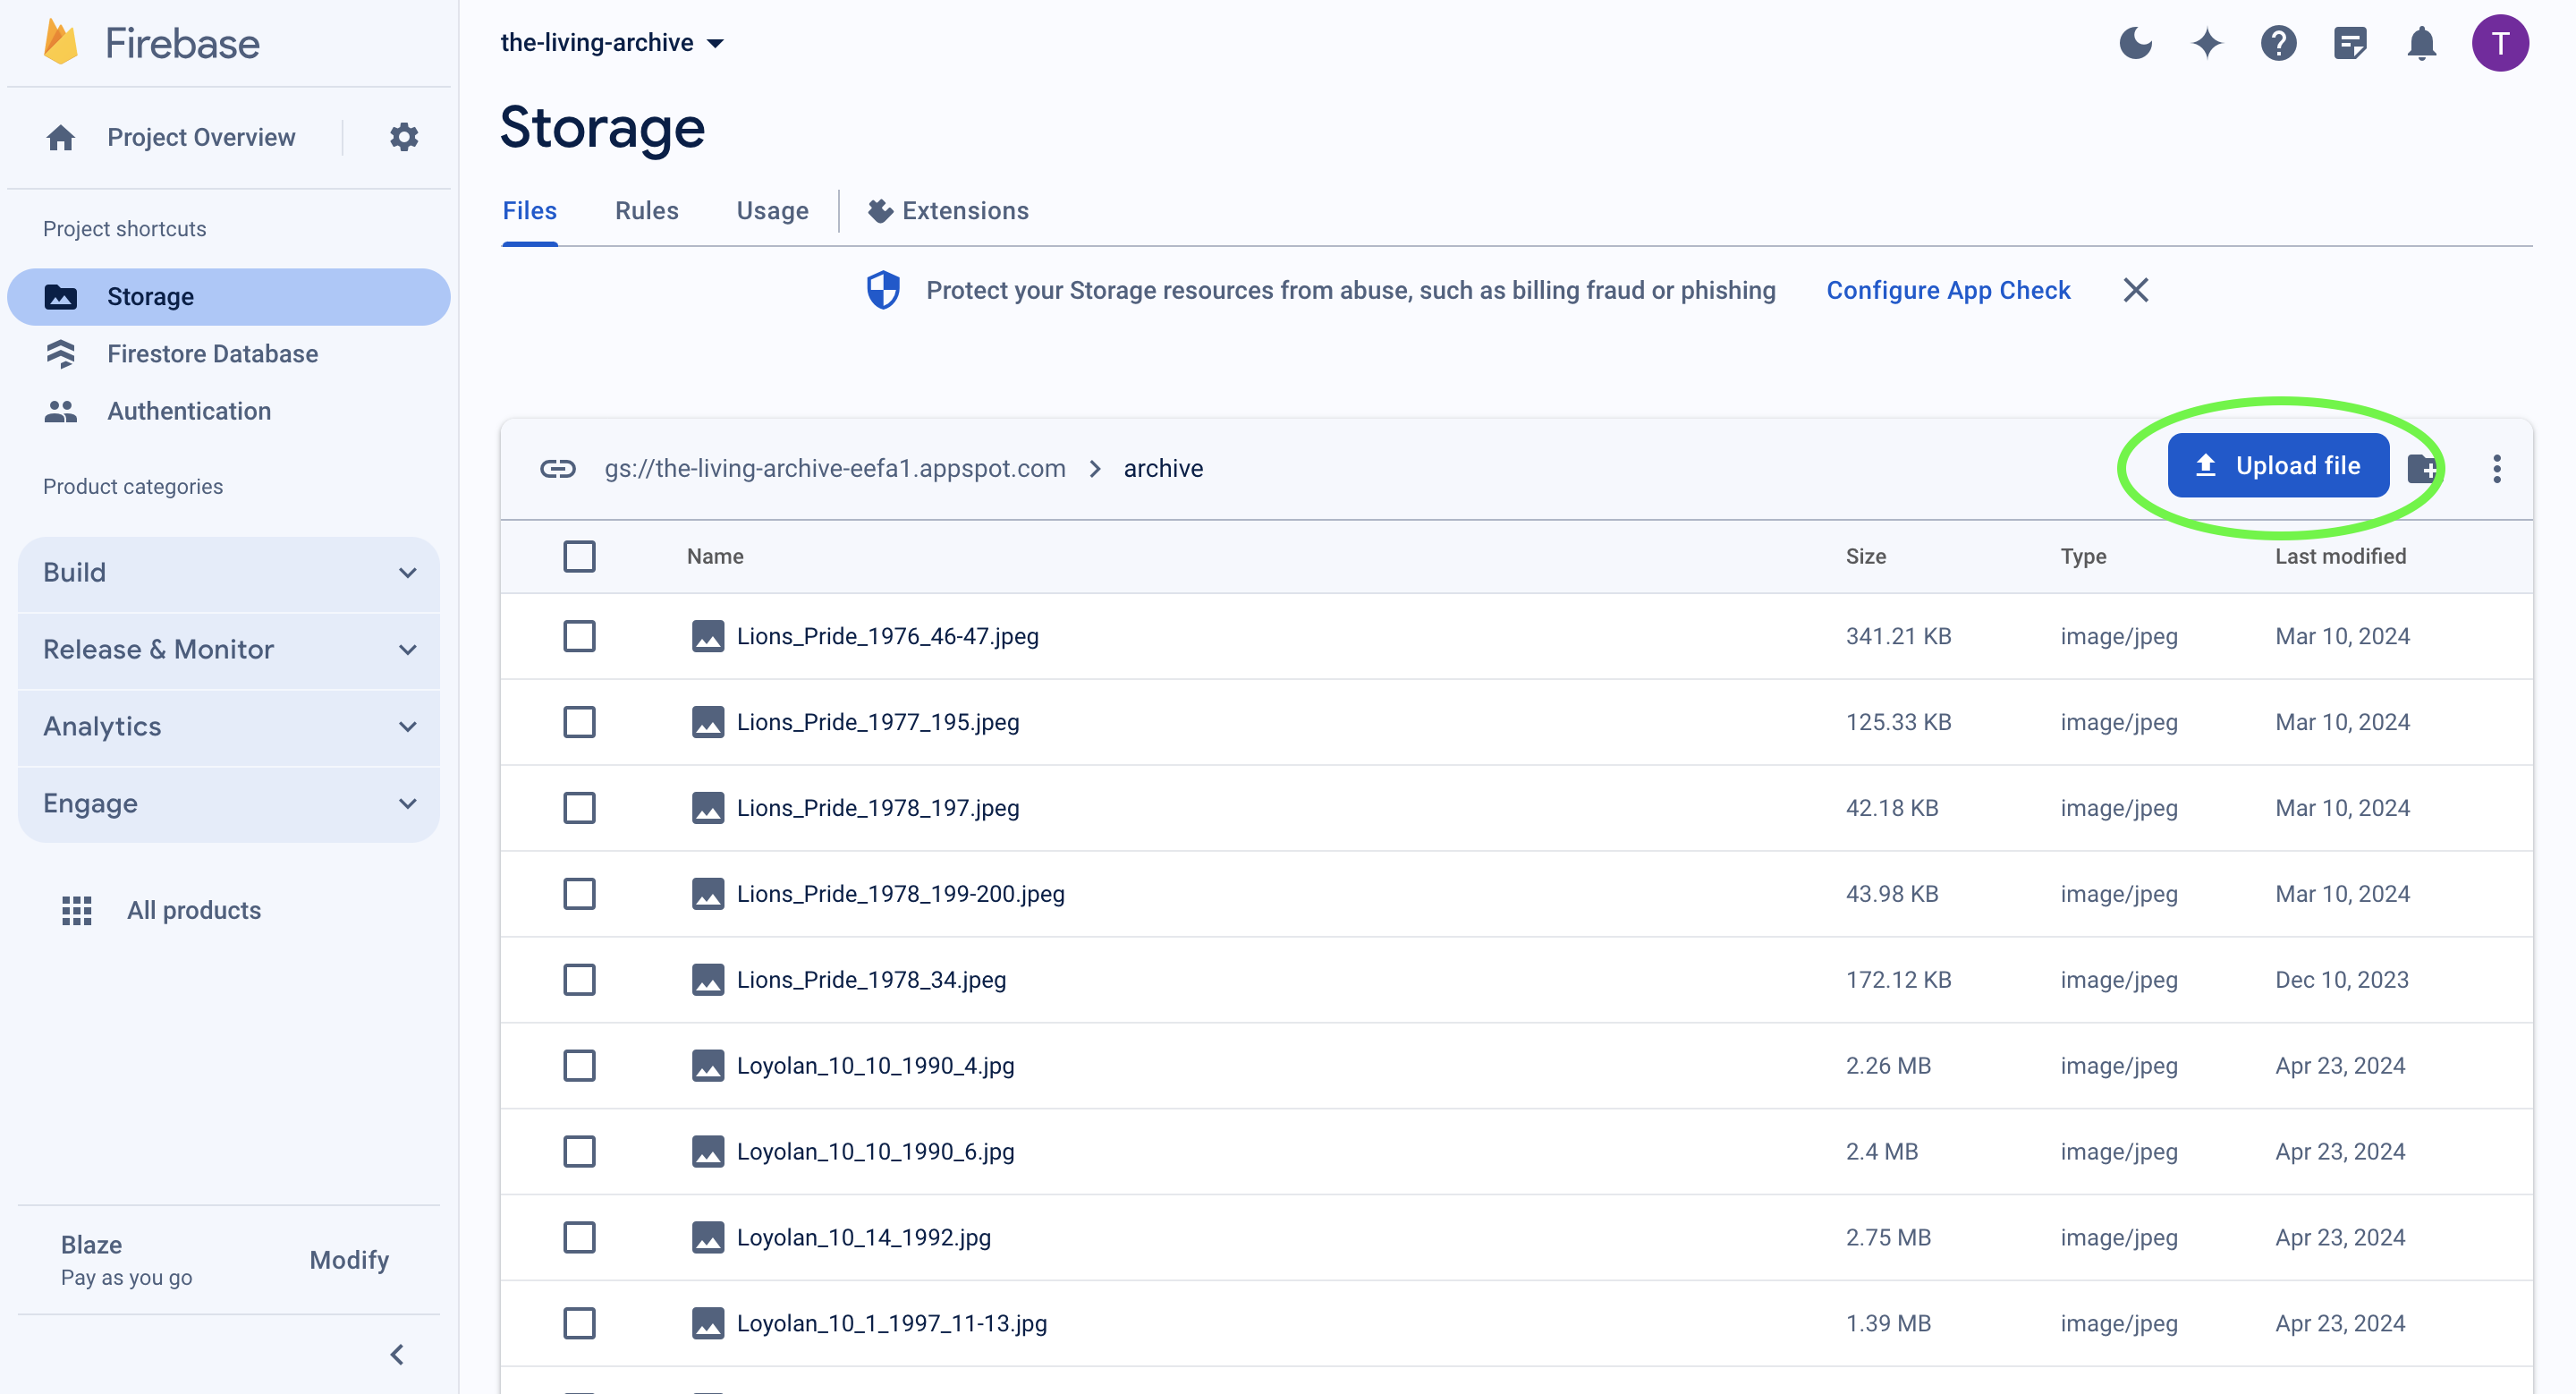 Firebase
the-living-archive
T
Project Overview
Storage
Files Rules Usage Extensions
Project shortcuts
Storage
Firestore Database
Authentication
Protect your Storage resources from abuse, such as billing fraud or phishing Configure App Check
Product categories
Build
Release & Monitor
Analytics
Engage
All products
Blaze
Pay as you go
Modify
gs://the-living-archive-eefa1.appspot.com > archive
Upload file
Name Size Type Last modified
Lions_Pride_1976_46-47.jpeg 341.21 KB image/jpeg Mar 10, 2024
Lions_Pride_1977_195.jpeg 125.33 KB image/jpeg Mar 10, 2024
Lions_Pride_1978_197.jpeg 42.18 KB image/jpeg Mar 10, 2024
Lions_Pride_1978_199-200.jpeg 43.98 KB image/jpeg Mar 10, 2024
Lions_Pride_1978_34.jpeg 172.12 KB image/jpeg Dec 10, 2023
Loyolan_10_10_1990_4.jpg 2.26 MB image/jpeg Apr 23, 2024
Loyolan_10_10_1990_6.jpg 2.4 MB image/jpeg Apr 23, 2024
Loyolan_10_14_1992.jpg 2.75 MB image/jpeg Apr 23, 2024
Loyolan_10_1_1997_11-13.jpg 1.39 MB image/jpeg Apr 23, 2024